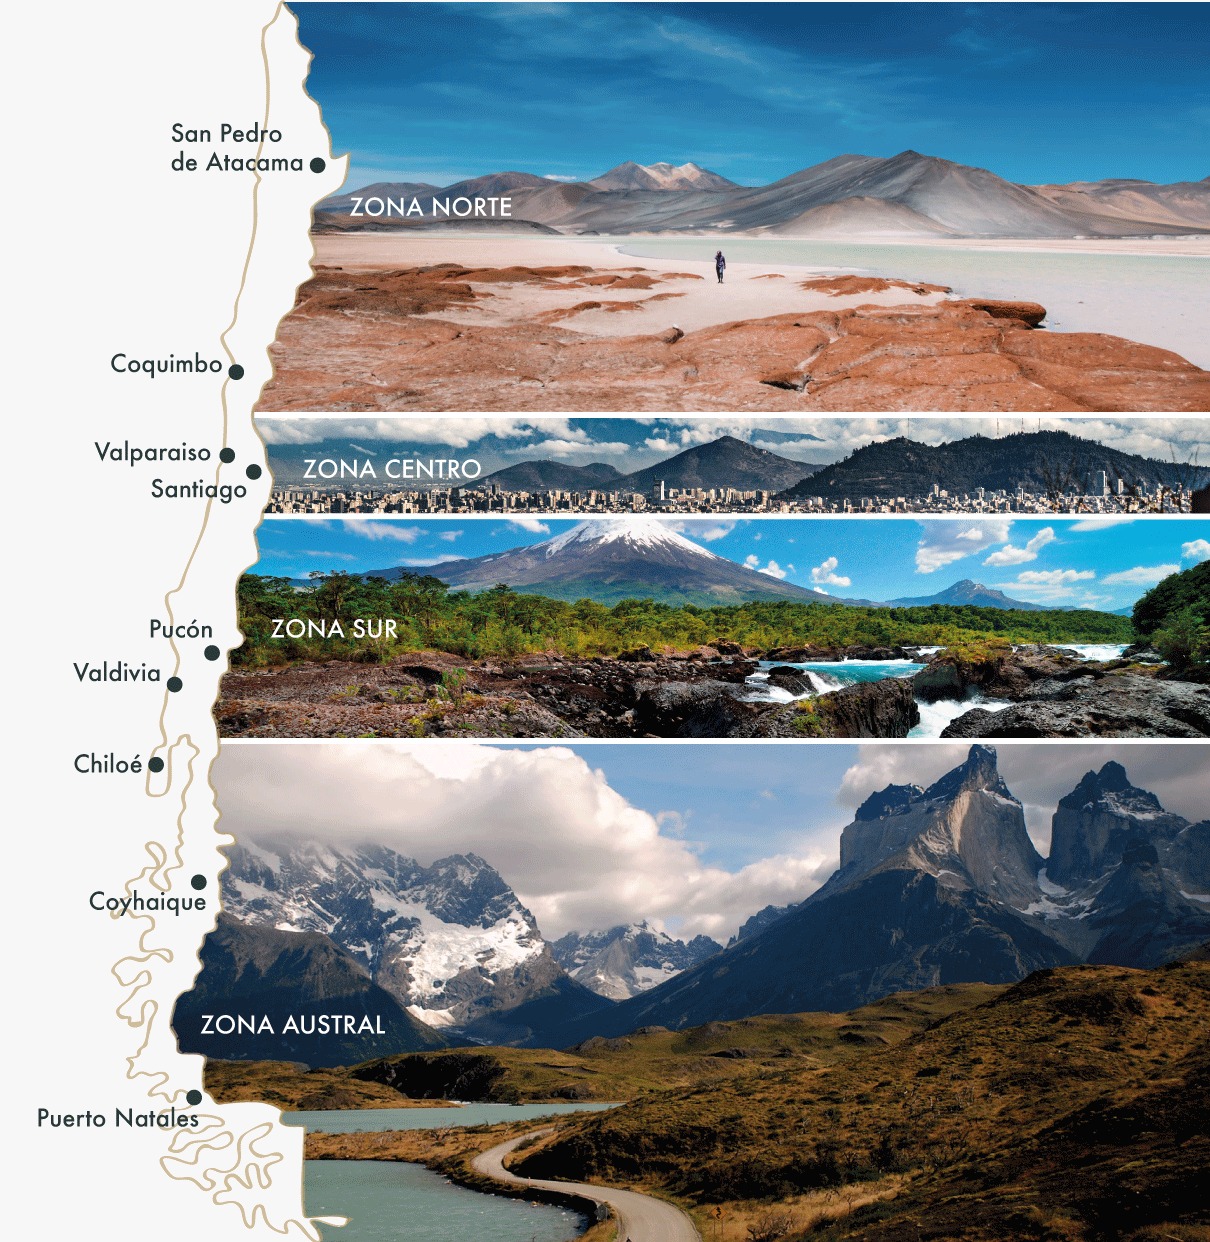 San Pedro
de Atacama
ZONA NORTE
Coquimbo
Valparaiso
ZONA CENTRO
Santiago
Pucón
ZONA SUR
Valdivia
Chiloé
Coyhaique
ZONA AUSTRAL
Puerto Natales